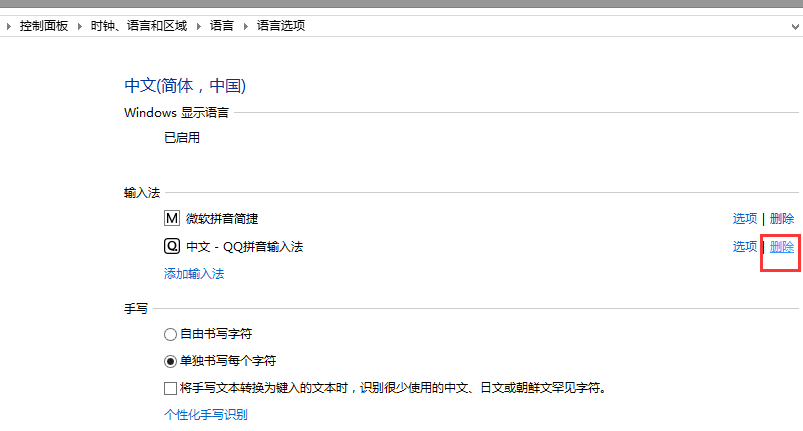 控制面板 ▸ 时钟、语言和区域 ▸ 语言 ▸ 语言选项
中文(简体，中国)
Windows 显示语言
已启用
输入法
M 微软拼音简捷 选项 | 删除
Q 中文 - QQ拼音输入法 选项 | 删除
添加输入法
手写
自由书写字符
单独书写每个字符
将手写文本转换为键入的文本时，识别很少使用的中文、日文或朝鲜文罕见字符。
个性化手写识别